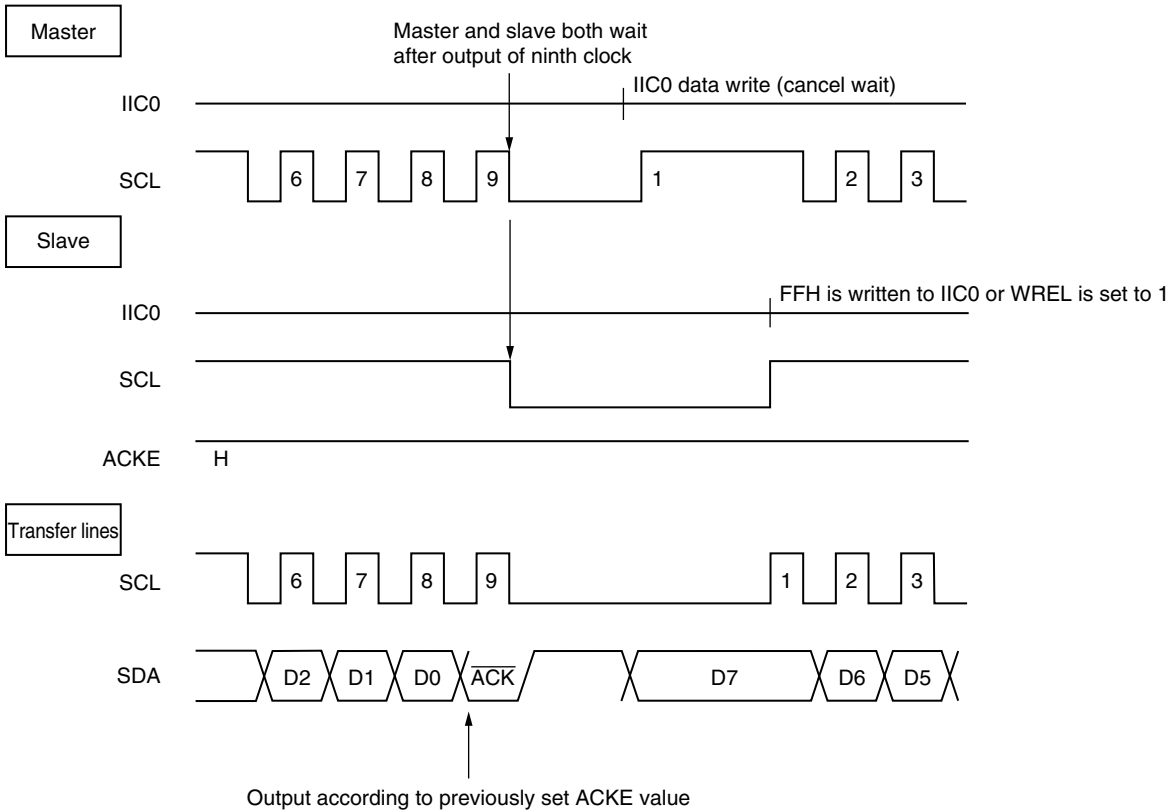 Master
Master and slave both wait
after output of ninth clock
IIC0 data write (cancel wait)
IIC0
SCL
6 7 8 9 1 2 3
Slave
FFH is written to IIC0 or WREL is set to 1
IIC0
SCL
ACKE H
Transfer lines
SCL
6 7 8 9 1 2 3
SDA
D2 D1 D0 ACK D7 D6 D5
Output according to previously set ACKE value